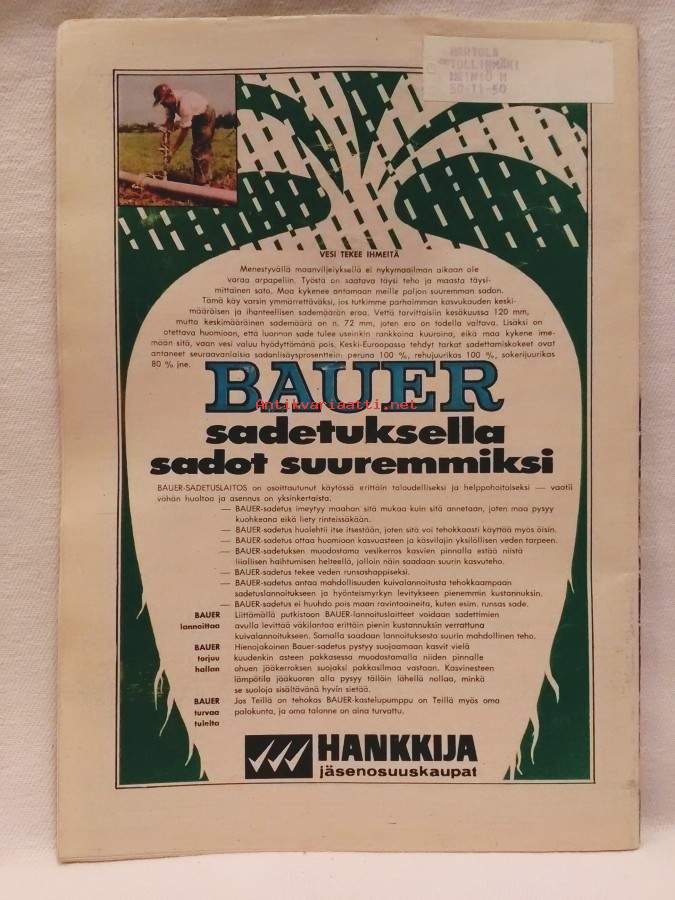 HARTOLA
TOLLINMÄKI
50-11-50
VESI TEKEE IHMEITÄ
Menestyvällä maanviljelyksellä ei nykymaailman aikaan ole
varaa arpapeliin. Työstä on saatava täysi teho ja maasta täysi-
mittainen sato. Maa kykenee antamaan meille paljon suuremman sadon.
Tämä käy varsin ymmärrettäväksi, jos tutkimme parhaimman kasvukauden keski-
määräisen ja ihanteellisen sademäärän eroa. Vettä tarvittaisiin kesäkuussa 120 mm,
mutta keskimääräinen sademäärä on n. 72 mm, joten ero on todella valtava. Lisäksi on
otettava huomioon, että luonnon sade tulee useinkin rankkoina kuuroina, eikä maa kykene ime-
mään sitä, vaan vesi valuu hyödyttömänä pois. Keski-Euroopassa tehdyt tarkat sadettamiskokeet ovat
antaneet seuraavanlaisia sadonlisäysprosentteja: peruna 100 %, rehujuurikas 100 %, sokerijuurikas
80 % jne.
BAUER
Antikvariaatti.net
sadetuksella
sadot suuremmiksi
BAUER-SADETUSLAITOS on osoittautunut käytössä erittäin taloudelliseksi ja helppohoitoiseksi — vaatii
vähän huoltoa ja asennus on yksinkertaista.
— BAUER-sadetus imeytyy maahan sitä mukaa kuin sitä annetaan, joten maa pysyy
kuohkeana eikä liety rinteissäkään.
— BAUER-sadetus huolehtii itse itsestään, joten sitä voi tehokkaasti käyttää myös öisin.
— BAUER-sadetus ottaa huomioon kasvuasteen ja käsvilajin yksilöllisen veden tarpeen.
— BAUER-sadetuksen muodostama vesikerros kasvien pinnalla estää niistä
liiallisen haihtumisen helteellä, jolloin näin saadaan suurin kasvuteho.
— BAUER-sadetus tekee veden runsashappiseksi.
— BAUER-sadetus antaa mahdollisuuden kuivalannoitusta tehokkaampaan
sadetuslannoitukseen ja hyönteismyrkyn levitykseen pienemmin kustannuksin.
— BAUER-sadetus ei huuhdo pois maan ravintoaineita, kuten esim. runsas sade.
BAUER lannoittaa
Liittämällä putkistoon BAUER-lannoituslaitteet voidaan sadettimien
avulla levittää väkilantaa erittäin pienin kustannuksin verrattuna
kuivalannoitukseen. Samalla saadaan lannoituksesta suurin mahdollinen teho.
BAUER torjuu hallan
Hienojakoinen Bauer-sadetus pystyy suojaamaan kasvit vielä
kuudenkin asteen pakkasessa muodostamalla niiden pinnalle
ohuen jääkerroksen suojaksi pakkasilmaa vastaan. Kasvinesteen
lämpötila jääkuoren alla pysyy tällöin lähellä nollaa, minkä
se suoloja sisältävänä hyvin sietää.
BAUER turvaa tulelta
Jos Teillä on tehokas BAUER-kastelupumppu on Teillä myös oma
palokunta, ja oma talonne on aina turvattu.
HANKKIJA
jäsenosuuskaupat